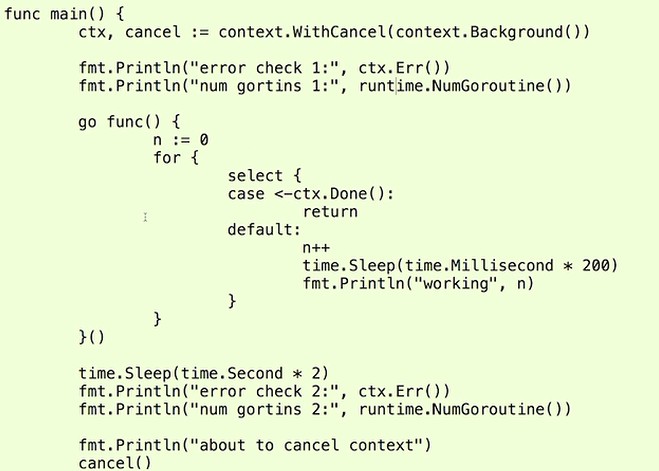 func main() {
ctx, cancel := context.WithCancel(context.Background())
fmt.Println("error check 1:", ctx.Err())
fmt.Println("num gortins 1:", runtime.NumGoroutine())
go func() {
n := 0
for {
select {
case <-ctx.Done():
return
default:
n++
time.Sleep(time.Millisecond * 200)
fmt.Println("working", n)
}
}
}()
time.Sleep(time.Second * 2)
fmt.Println("error check 2:", ctx.Err())
fmt.Println("num gortins 2:", runtime.NumGoroutine())
fmt.Println("about to cancel context")
cancel()